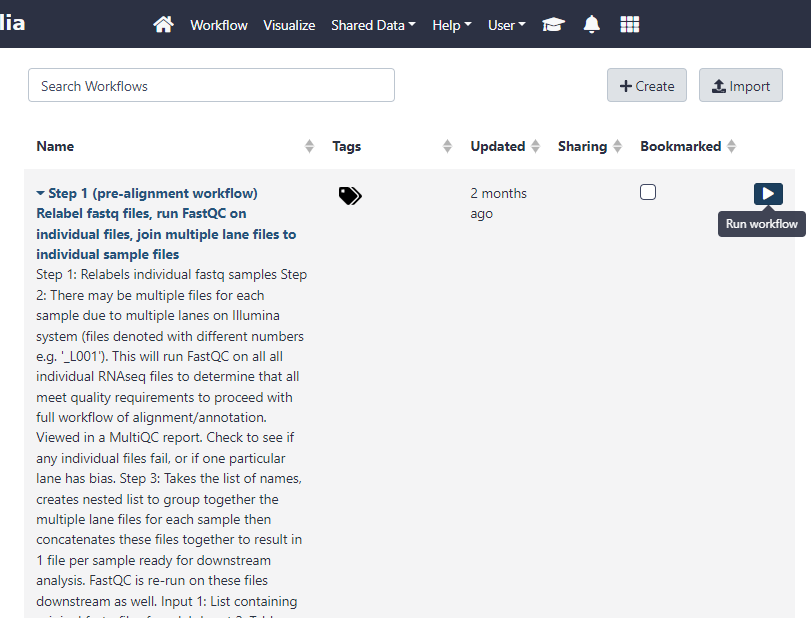 lia
Workflow Visualize Shared Data Help User
Search Workflows
Create Import
Name Tags Updated Sharing Bookmarked
Step 1 (pre-alignment workflow)
Relabel fastq files, run FastQC on
individual files, join multiple lane files to
individual sample files
2 months
ago
Run workflow
Step 1: Relabels individual fastq samples Step
2: There may be multiple files for each
sample due to multiple lanes on Illumina
system (files denoted with different numbers
e.g. '_L001'). This will run FastQC on all all
individual RNAseq files to determine that all
meet quality requirements to proceed with
full workflow of alignment/annotation.
Viewed in a MultiQC report. Check to see if
any individual files fail, or if one particular
lane has bias. Step 3: Takes the list of names,
creates nested list to group together the
multiple lane files for each sample then
concatenates these files together to result in
1 file per sample ready for downstream
analysis. FastQC is re-run on these files
downstream as well. Input 1: List containing